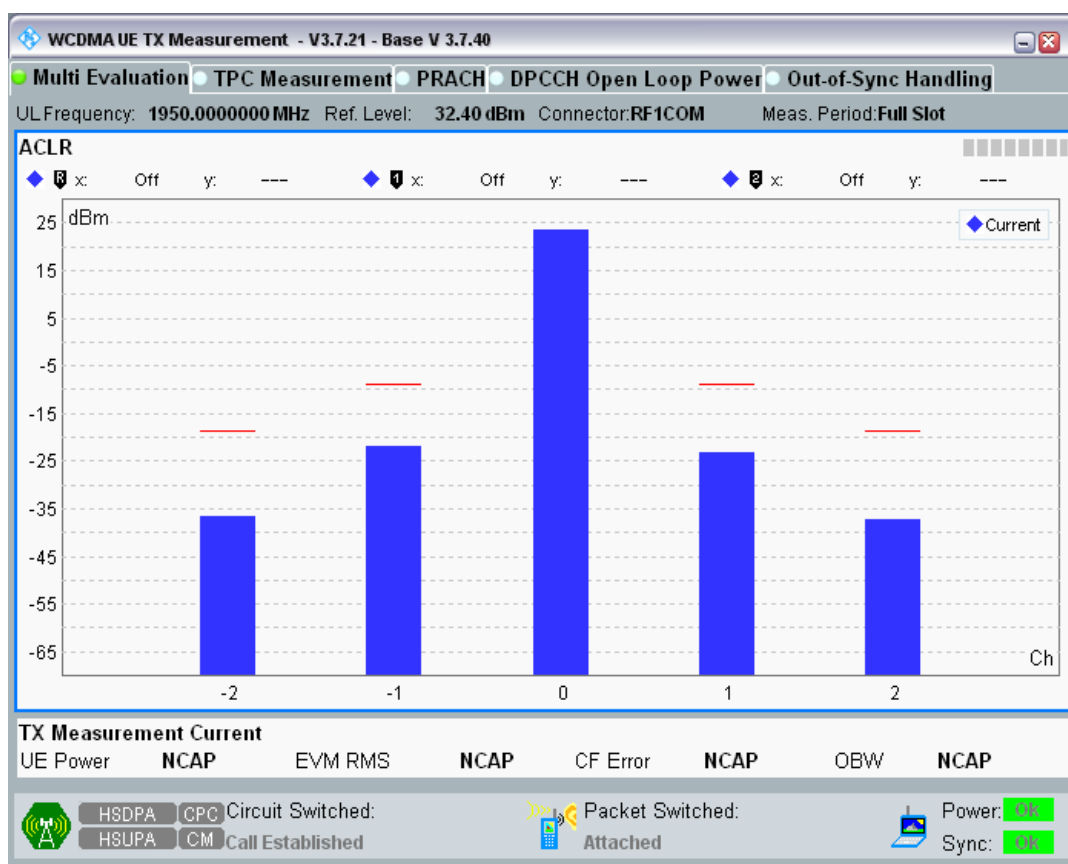 WCDMA UE TX Measurement - V3.7.21 - Base V 3.7.40
Multi Evaluation TPC Measurement PRACH DPCCH Open Loop Power Out-of-Sync Handling
UL Frequency: 1950.0000000 MHz Ref. Level: 32.40 dBm Connector:RF1COM Meas. Period:Full Slot
ACLR
R x: Off y: --- 1 x: Off y: --- 2 x: Off y: ---
dBm
Current
25
15
5
-5
-15
-25
-35
-45
-55
-65
Ch
-2 -1 0 1 2
TX Measurement Current
UE Power NCAP EVM RMS NCAP CF Error NCAP OBW NCAP
HSDPA CPC Circuit Switched: Packet Switched: Power: Ok
HSUPA CM Call Established Attached Sync: Ok